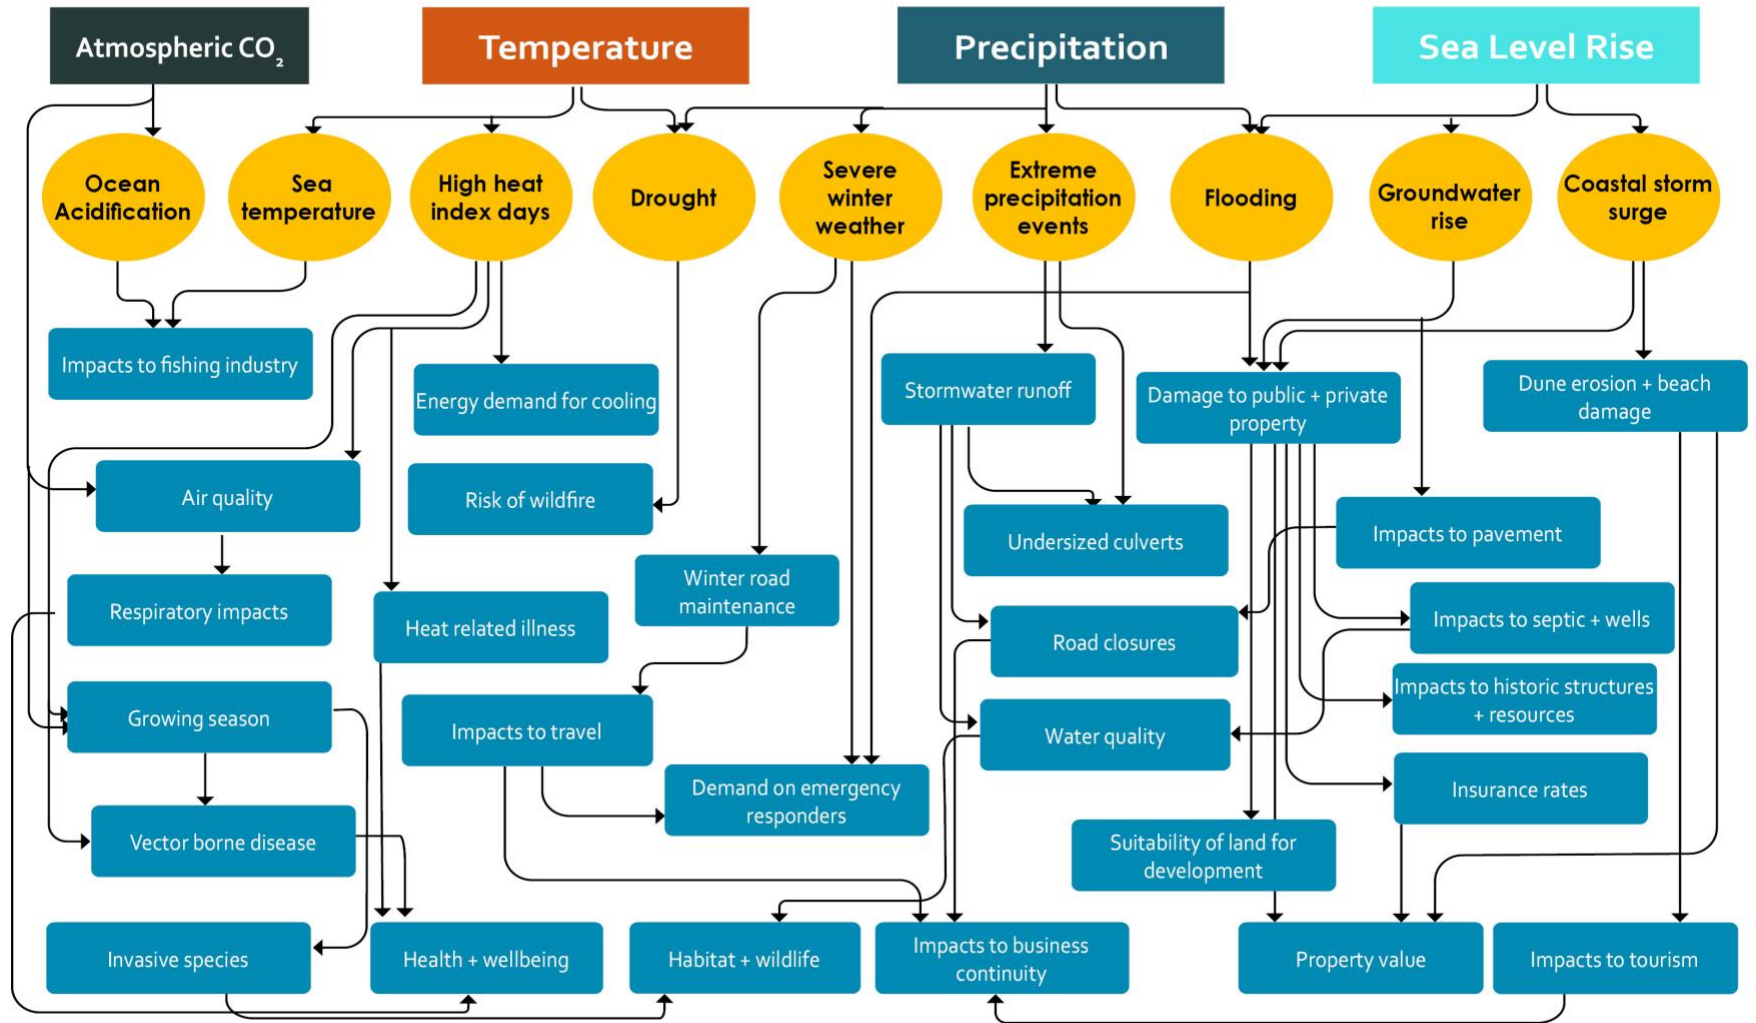 Atmospheric CO₂
Temperature
Precipitation
Sea Level Rise
Ocean
Acidification
Sea
temperature
High heat
index days
Drought
Severe
winter
weather
Extreme
precipitation
events
Flooding
Groundwater
rise
Coastal storm
surge
Impacts to fishing industry
Energy demand for cooling
Stormwater runoff
Damage to public + private
property
Dune erosion + beach
damage
Air quality
Risk of wildfire
Undersized culverts
Impacts to pavement
Respiratory impacts
Heat related illness
Winter road
maintenance
Road closures
Impacts to septic + wells
Growing season
Impacts to travel
Water quality
Impacts to historic structures
+ resources
Vector borne disease
Demand on emergency
responders
Suitability of land for
development
Insurance rates
Invasive species
Health + wellbeing
Habitat + wildlife
Impacts to business
continuity
Property value
Impacts to tourism